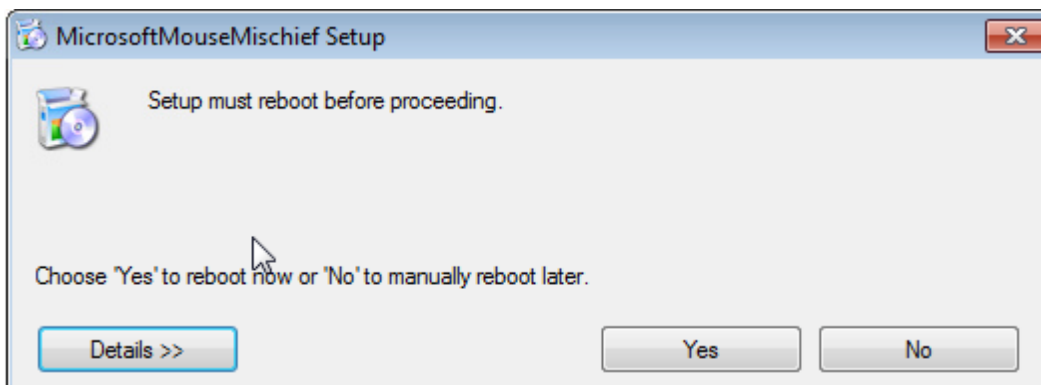 MicrosoftMouseMischief Setup
Setup must reboot before proceeding.
Choose 'Yes' to reboot now or 'No' to manually reboot later.
Details >>
Yes
No